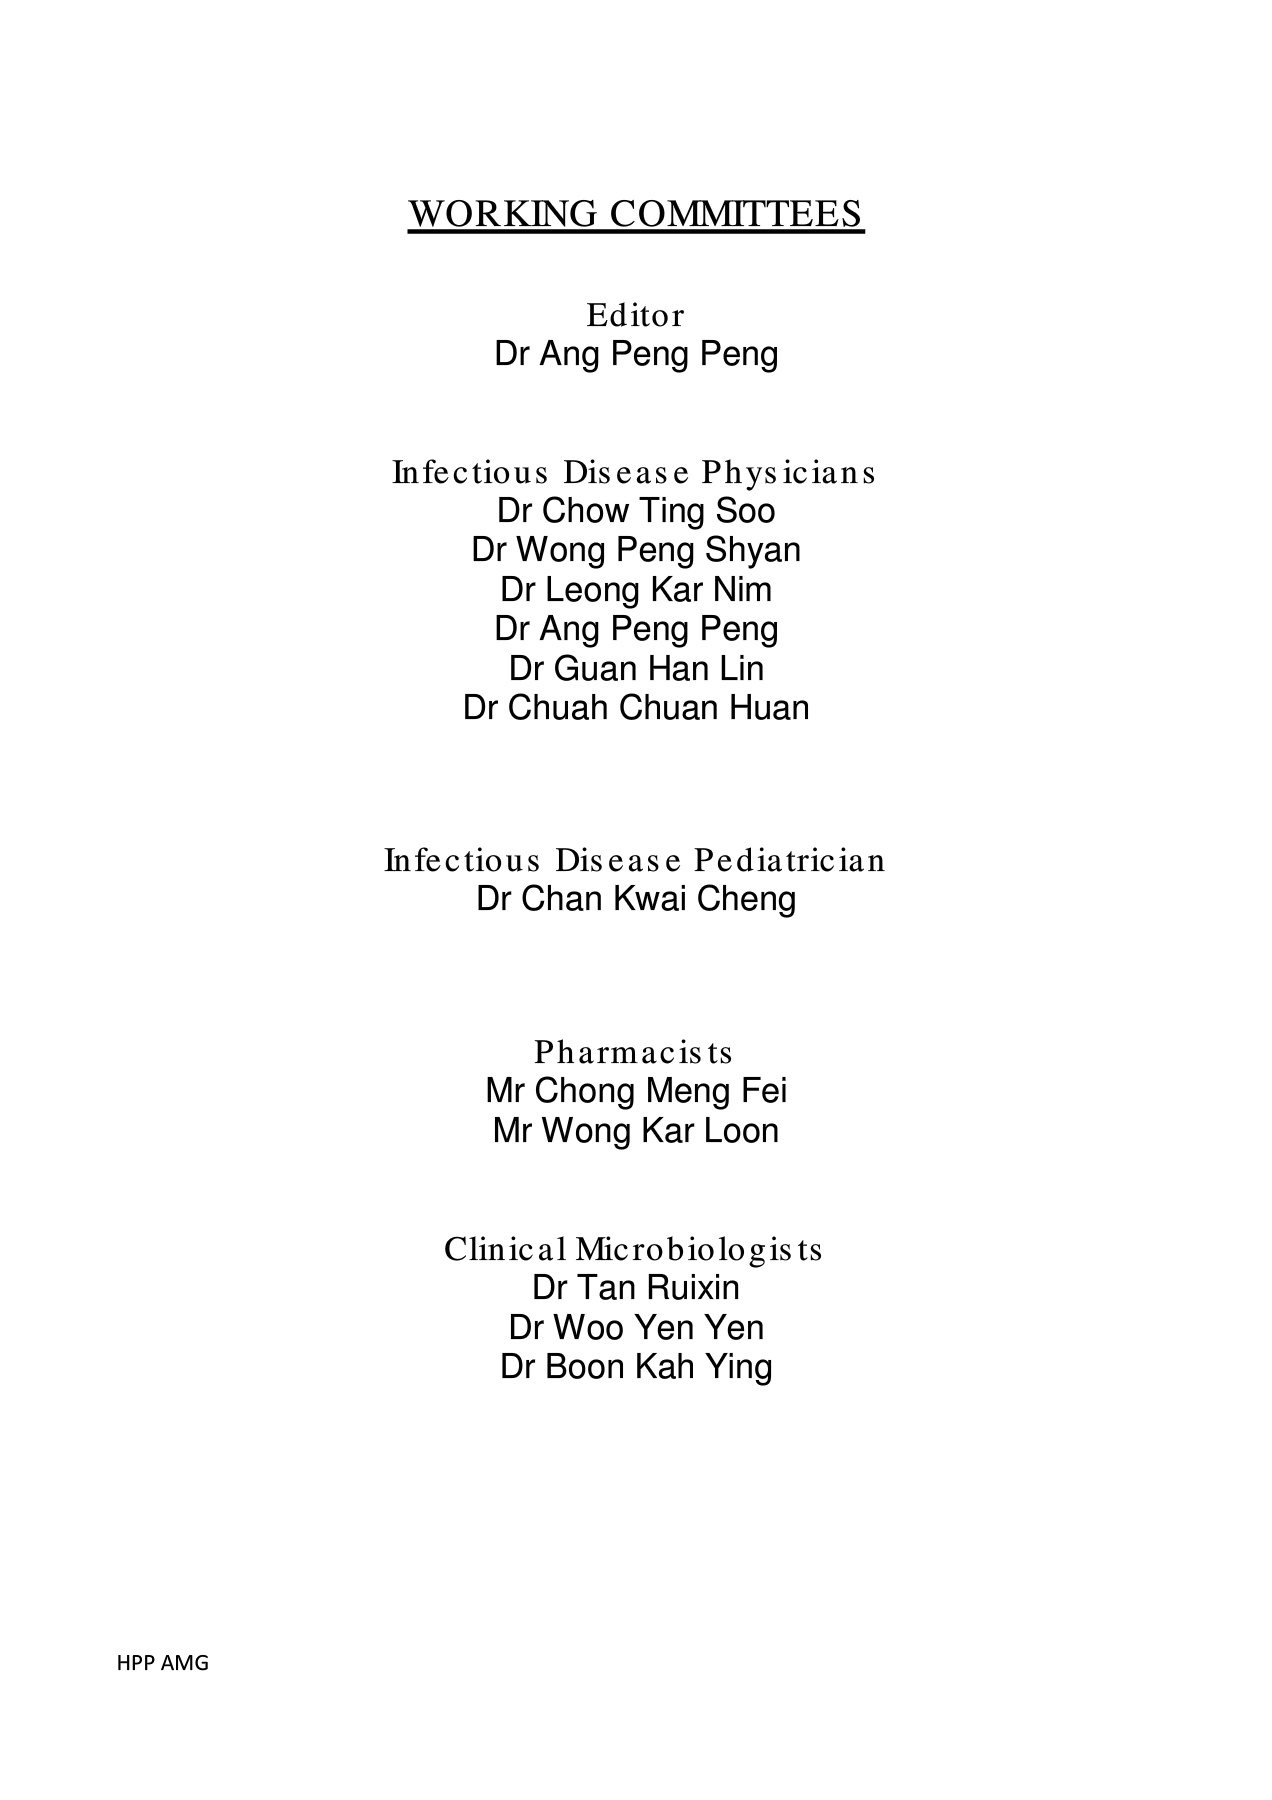 WORKING COMMITTEES
Editor
Dr Ang Peng Peng
Infectious Disease Physicians
Dr Chow Ting Soo
Dr Wong Peng Shyan
Dr Leong Kar Nim
Dr Ang Peng Peng
Dr Guan Han Lin
Dr Chuah Chuan Huan
Infectious Disease Pediatrician
Dr Chan Kwai Cheng
Pharmacists
Mr Chong Meng Fei
Mr Wong Kar Loon
Clinical Microbiologists
Dr Tan Ruixin
Dr Woo Yen Yen
Dr Boon Kah Ying
HPP AMG